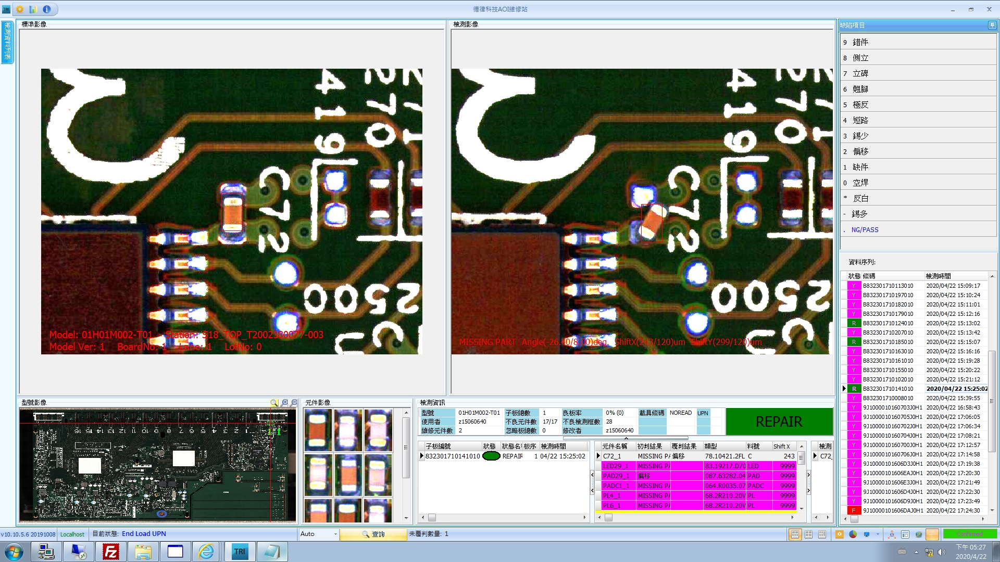 TRI
德律科技AOI維修站
檢測資料列表
標準影像
4
19
C72
2500
Model: 01H01M002-T01 Station: S18_TOP_T2002380077-003
Model Ver: 1 BoardNo: 1 Lane: 1 LotNo: 0
檢測影像
4
19
C72
2500
MISSING PART Angle(-26.40/8.00)deg. ShiftX(243/120)um ShiftY(299/120)um
缺陷項目
9 錯件
8 側立
7 立碑
6 翹腳
5 極反
4 短路
3 錫少
2 偏移
1 缺件
0 空焊
* 反白
- 錫多
. NG/PASS
資料序列:
狀態 條碼 檢測時間
Y B832301710113010 2020/04/22 15:09:17
Y B832301710197010 2020/04/22 15:10:24
Y B832301710182010 2020/04/22 15:11:01
Y B832301710179010 2020/04/22 15:12:16
R B832301710124010 2020/04/22 15:13:02
Y B832301710207010 2020/04/22 15:13:42
R B832301710185010 2020/04/22 15:15:07
Y B832301710163010 2020/04/22 15:16:16
Y B832301710161010 2020/04/22 15:19:28
Y B832301710155010 2020/04/22 15:20:22
Y B832301710102010 2020/04/22 15:21:12
R B832301710141010 2020/04/22 15:25:02
Y B832301710008010 2020/04/22 15:39:55
Y 9J1000010160703J0H1 2020/04/22 16:58:43
Y 9J1000010160705J0H1 2020/04/22 17:06:05
Y 9J1000010160702J0H1 2020/04/22 17:06:34
Y 9J1000010160704J0H1 2020/04/22 17:08:21
Y 9J1000010160700J0H1 2020/04/22 17:12:57
Y 9J1000010160706J0H1 2020/04/22 17:14:58
Y 9J10000101606D3J0H1 2020/04/22 17:19:38
Y 9J10000101606EAJ0H1 2020/04/22 17:20:30
Y 9J10000101606E3J0H1 2020/04/22 17:21:49
Y 9J10000101606D4J0H1 2020/04/22 17:22:30
Y 9J10000101606D9J0H1 2020/04/22 17:23:49
F 9J10000101606DAJ0H1 2020/04/22 17:24:30
型號影像
元件影像
檢測資訊
型號 01H01M002-T01 子板總數 1 良板率 0% (0) 載具條碼 NOREAD UPN
使用者 z15060640 不良元件數 17/17 不良檢測框數 28
維修元件數 2 忽略板總數 0 修改者 z15060640
REPAIR
子板編號 狀態 狀態名 板序 檢測時間
832301710141010 REPAIR 1 04/22 15:25:02
元件名稱 初判結果 覆判結果 類型 料號 Shift X
C72_1 MISSING PA 偏移 78.10421.2FL C 243
LED29_1 MISSING PA 83.19217.D70 LED 9999
PAD29_1 偏移 087.63282.04 PAD 9999
PADC1_1 MISSING PA 064.R0035.07 PADC 9999
PL4_1 MISSING PA 68.2R210.20V PL 9999
PL6_1 MISSING PA 68.2R210.20V PL 9999
檢測
C72_
v10.10.5.6 20191008 Localhost 目前狀態: End Load UPN Auto 查詢 未覆判數量: 1 Confirmed
TRI
下午 05:27
2020/4/22